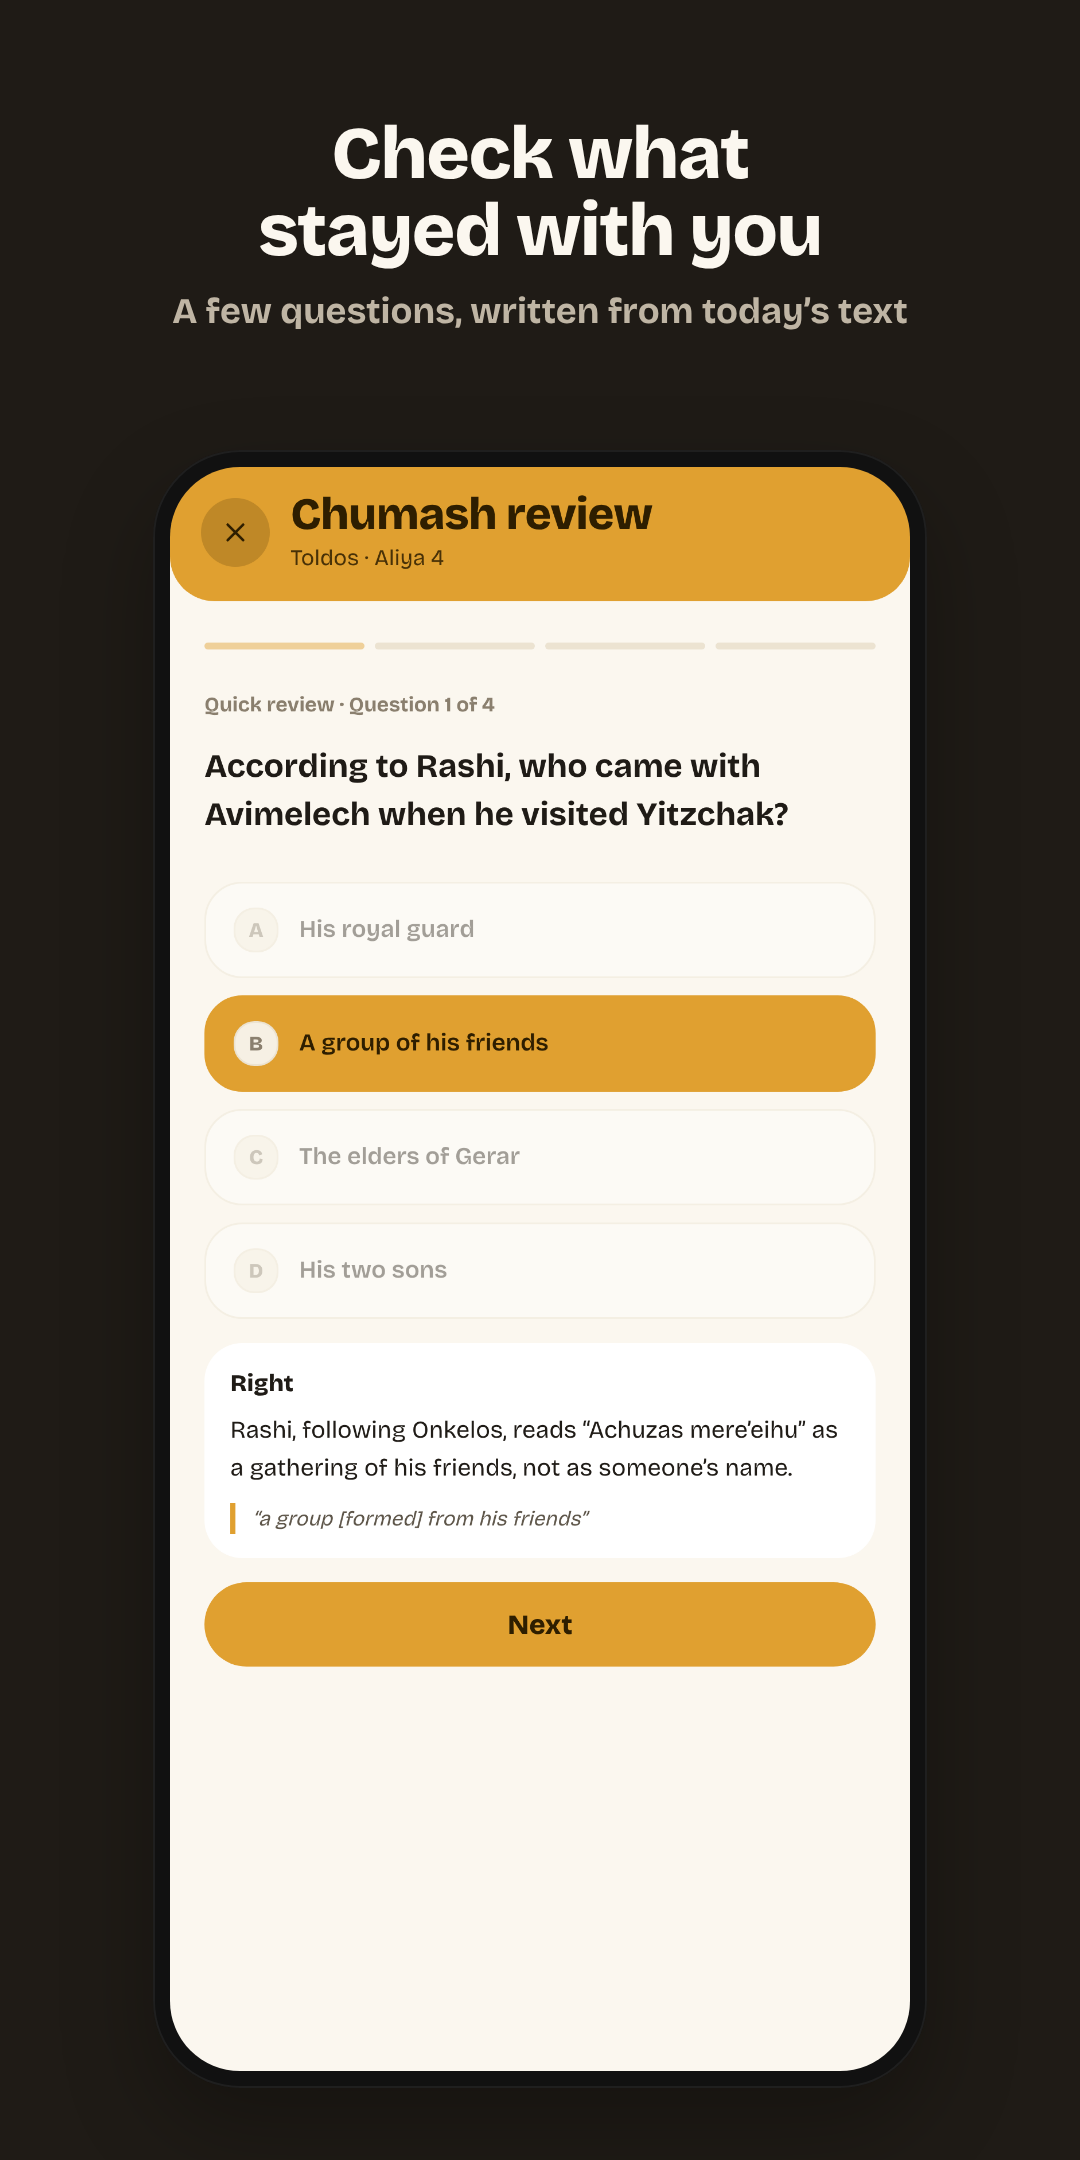 Check what
stayed with you
A few questions, written from today’s text
Chumash review
Toldos · Aliya 4
Quick review · Question 1 of 4
According to Rashi, who came with
Avimelech when he visited Yitzchak?
A His royal guard
B A group of his friends
C The elders of Gerar
D His two sons
Right
Rashi, following Onkelos, reads “Achuzas mere’eihu” as
a gathering of his friends, not as someone’s name.
“a group [formed] from his friends”
Next